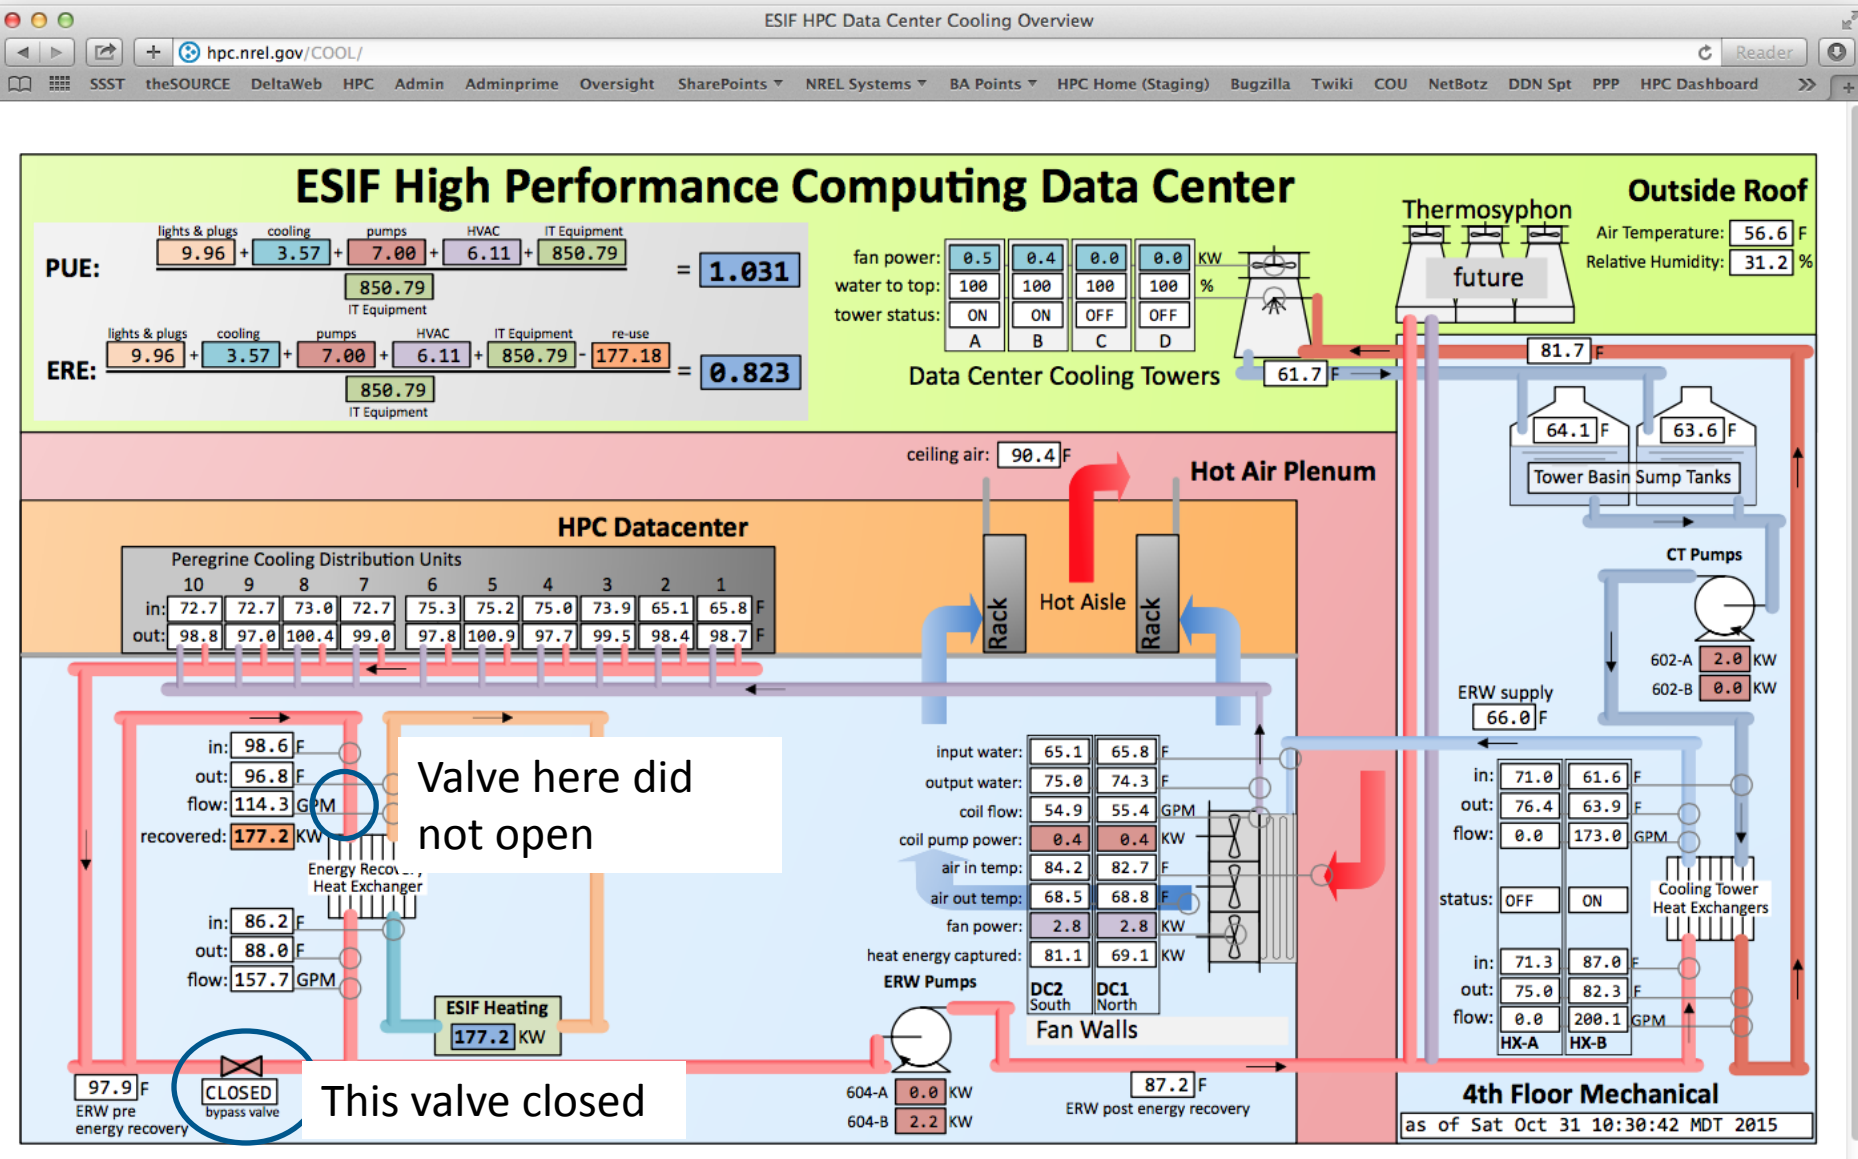 ESIF HPC Data Center Cooling Overview
hpc.nrel.gov/COOL/
Reader
SSST theSOURCE DeltaWeb HPC Admin Adminprime Oversight SharePoints NREL Systems BA Points HPC Home (Staging) Bugzilla Twiki COU NetBotz DDN Spt PPP HPC Dashboard
ESIF High Performance Computing Data Center
lights & plugs cooling pumps HVAC IT Equipment
PUE: 9.96 + 3.57 + 7.00 + 6.11 + 850.79 = 1.031
850.79
IT Equipment
lights & plugs cooling pumps HVAC IT Equipment re-use
ERE: 9.96 + 3.57 + 7.00 + 6.11 + 850.79 - 177.18 = 0.823
850.79
IT Equipment
fan power: 0.5 0.4 0.0 0.0 KW
water to top: 100 100 100 100 %
tower status: ON ON OFF OFF
A B C D
Data Center Cooling Towers
61.7 F
Thermosyphon
future
Outside Roof
Air Temperature: 56.6 F
Relative Humidity: 31.2 %
81.7 F
64.1 F 63.6 F
Tower Basin Sump Tanks
ceiling air: 90.4 F
Hot Air Plenum
HPC Datacenter
Peregrine Cooling Distribution Units
10 9 8 7 6 5 4 3 2 1
in: 72.7 72.7 73.0 72.7 75.3 75.2 75.0 73.9 65.1 65.8 F
out: 98.8 97.0 100.4 99.0 97.8 100.9 97.7 99.5 98.4 98.7 F
Rack
Hot Aisle
Rack
CT Pumps
602-A 2.0 KW
602-B 0.0 KW
ERW supply
66.0 F
in: 98.6 F
out: 96.8 F
flow: 114.3 GPM
recovered: 177.2 KW
Valve here did
not open
Energy Recovery
Heat Exchanger
in: 86.2 F
out: 88.0 F
flow: 157.7 GPM
ESIF Heating
177.2 KW
input water: 65.1 65.8 F
output water: 75.0 74.3 F
coil flow: 54.9 55.4 GPM
coil pump power: 0.4 0.4 KW
air in temp: 84.2 82.7 F
air out temp: 68.5 68.8 F
fan power: 2.8 2.8 KW
heat energy captured: 81.1 69.1 KW
DC2 DC1
South North
Fan Walls
ERW Pumps
604-A 0.0 KW
604-B 2.2 KW
in: 71.0 61.6 F
out: 76.4 63.9 F
flow: 0.0 173.0 GPM
status: OFF ON
Cooling Tower
Heat Exchangers
in: 71.3 87.0 F
out: 75.0 82.3 F
flow: 0.0 200.1 GPM
HX-A HX-B
97.9 F
ERW pre
energy recovery
CLOSED
bypass valve
This valve closed
87.2 F
ERW post energy recovery
4th Floor Mechanical
as of Sat Oct 31 10:30:42 MDT 2015